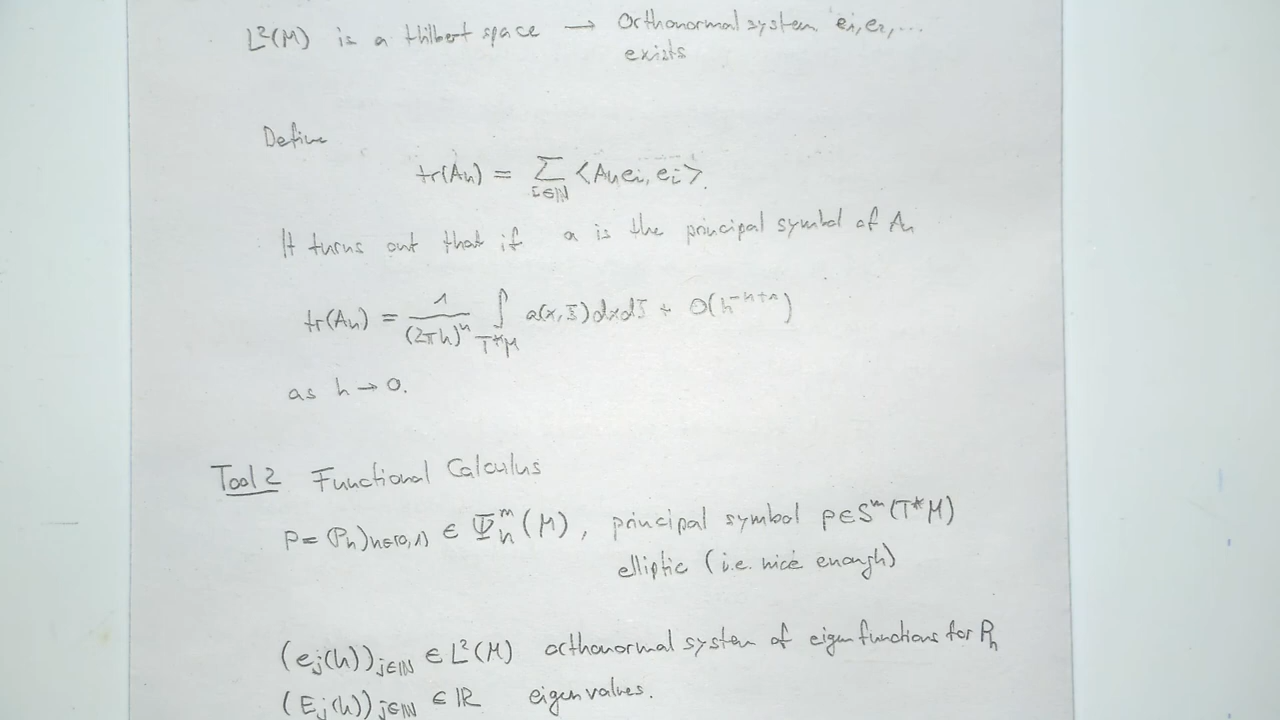 L²(M) is a Hilbert space → Orthonormal system e₁, e₂, ...
exists
Define
tr(Aₕ) = ∑_{i∈ℕ} ⟨Aₕeᵢ, eᵢ⟩.
It turns out that if a is the principal symbol of Aₕ
tr(Aₕ) = 1/(2πh)ⁿ ∫_{T*M} a(x, ξ) dx dξ + O(h⁻ⁿ⁺¹)
as h → 0.
Tool 2 Functional Calculus
P = (Pₕ)_{h∈(0,1)} ∈ Ψₕᵐ(M), principal symbol p∈Sᵐ(T*M)
elliptic (i.e. nice enough)
(eⱼ(h))_{j∈ℕ} ∈ L²(M) orthonormal system of eigenfunctions for Pₕ
(Eⱼ(h))_{j∈ℕ} ∈ ℝ eigenvalues.